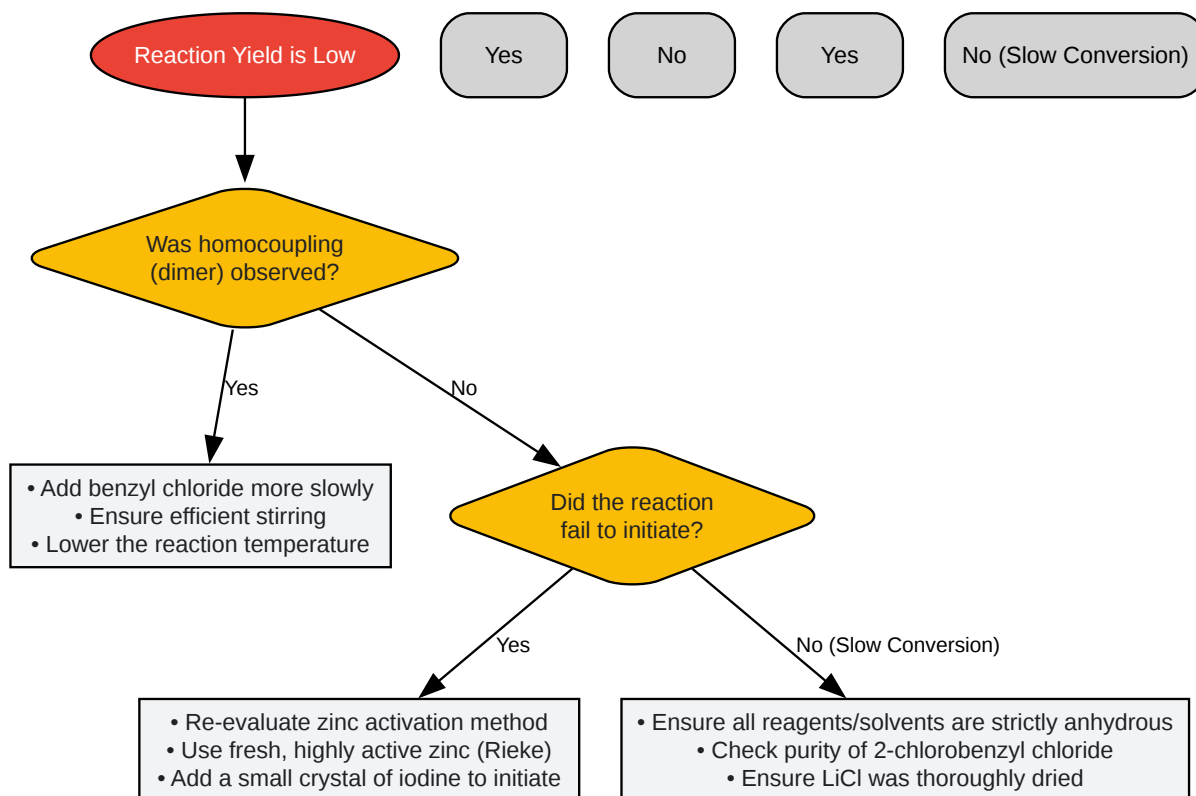 Reaction Yield is Low
Yes
No
Yes
No (Slow Conversion)
Was homocoupling
(dimer) observed?
Yes
No
• Add benzyl chloride more slowly
• Ensure efficient stirring
• Lower the reaction temperature
Did the reaction
fail to initiate?
Yes
No (Slow Conversion)
• Re-evaluate zinc activation method
• Use fresh, highly active zinc (Rieke)
• Add a small crystal of iodine to initiate
• Ensure all reagents/solvents are strictly anhydrous
• Check purity of 2-chlorobenzyl chloride
• Ensure LiCl was thoroughly dried